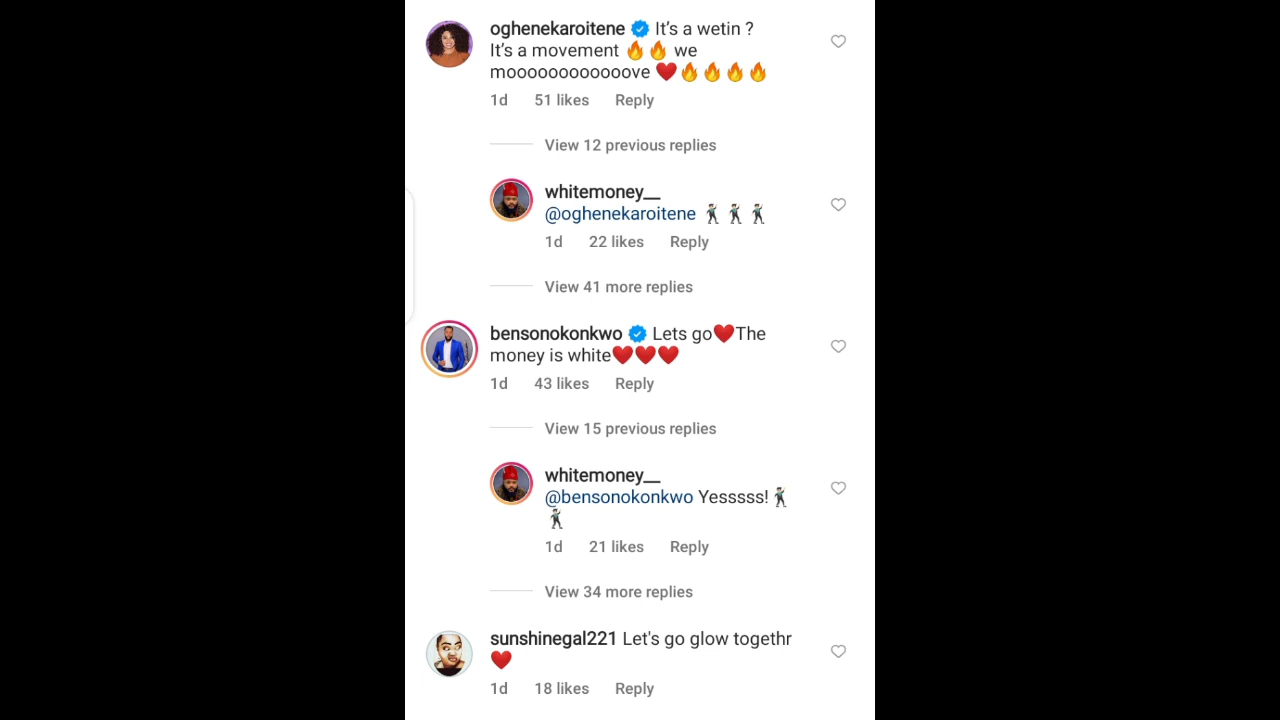 oghenekaroitene It's a wetin ?
It's a movement 🔥🔥 we
moooooooooooove ❤️🔥🔥🔥🔥
1d 51 likes Reply
View 12 previous replies
whitemoney__
@oghenekaroitene 🕺🏻🕺🏻🕺🏻
1d 22 likes Reply
View 41 more replies
bensonokonkwo Lets go❤️The
money is white❤️❤️❤️
1d 43 likes Reply
View 15 previous replies
whitemoney__
@bensonokonkwo Yesssss!🕺🏻
🕺🏻
1d 21 likes Reply
View 34 more replies
sunshinegal221 Let's go glow togethr
❤️
1d 18 likes Reply